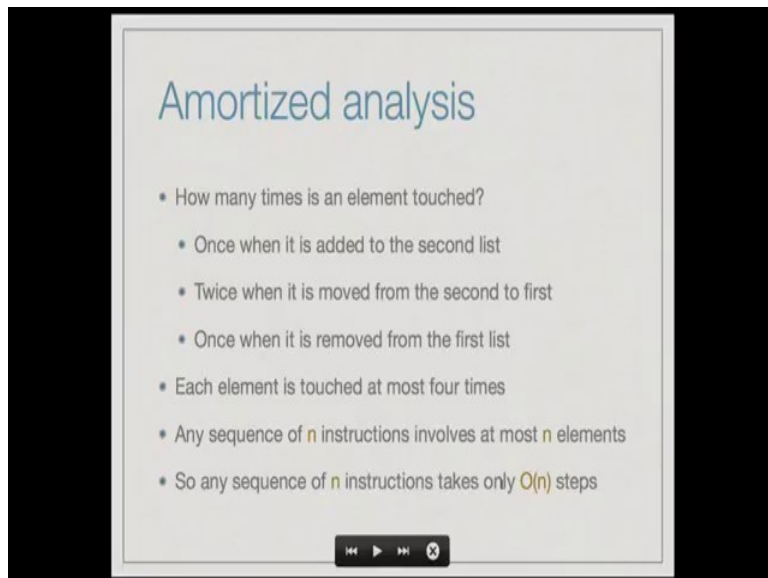 Amortized analysis
• How many times is an element touched?
• Once when it is added to the second list
• Twice when it is moved from the second to first
• Once when it is removed from the first list
• Each element is touched at most four times
• Any sequence of n instructions involves at most n elements
• So any sequence of n instructions takes only O(n) steps